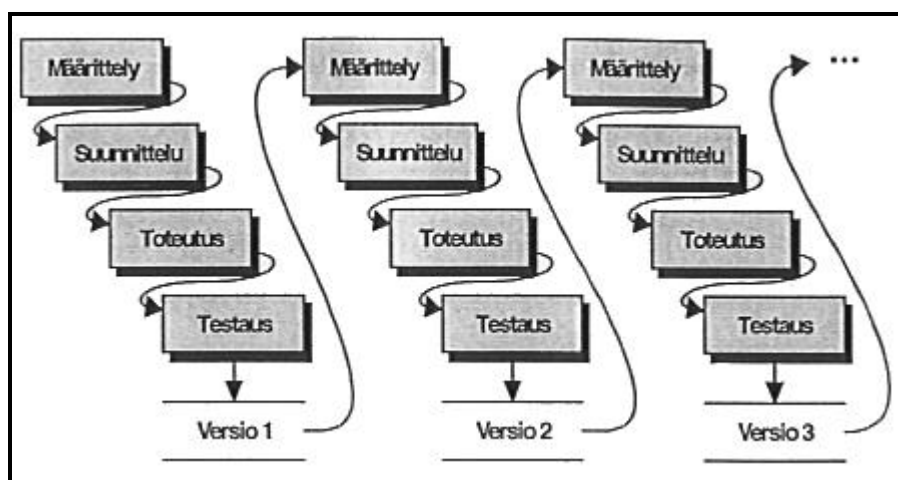 Määrittely
Suunnittelu
Toteutus
Testaus
Versio 1
Määrittely
Suunnittelu
Toteutus
Testaus
Versio 2
Määrittely
Suunnittelu
Toteutus
Testaus
Versio 3
...